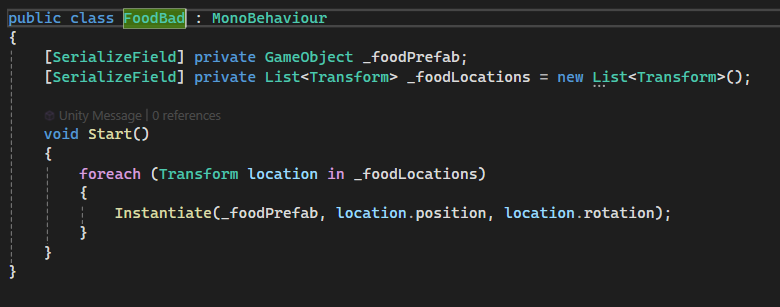 public class FoodBad : MonoBehaviour
{
[SerializeField] private GameObject _foodPrefab;
[SerializeField] private List<Transform> _foodLocations = new List<Transform>();
Unity Message | 0 references
void Start()
{
foreach (Transform location in _foodLocations)
{
Instantiate(_foodPrefab, location.position, location.rotation);
}
}
}